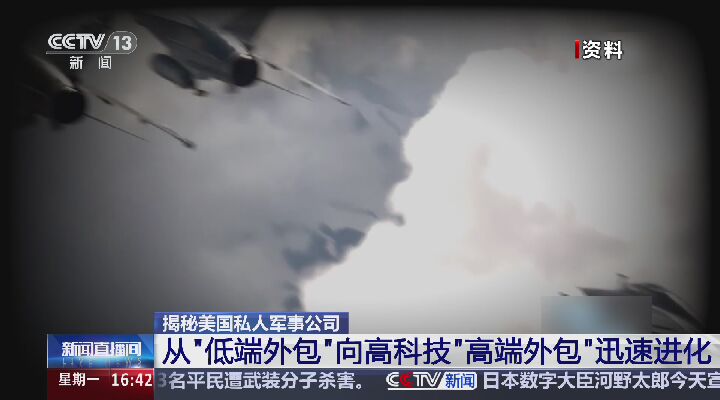 CCTV 13
新闻
资料
揭秘美国私人军事公司
新闻直播间
从"低端外包"向高科技"高端外包"迅速进化
星期一 16:42
3名平民遭武装分子杀害。 CCTV新闻 日本数字大臣河野太郎今天宣